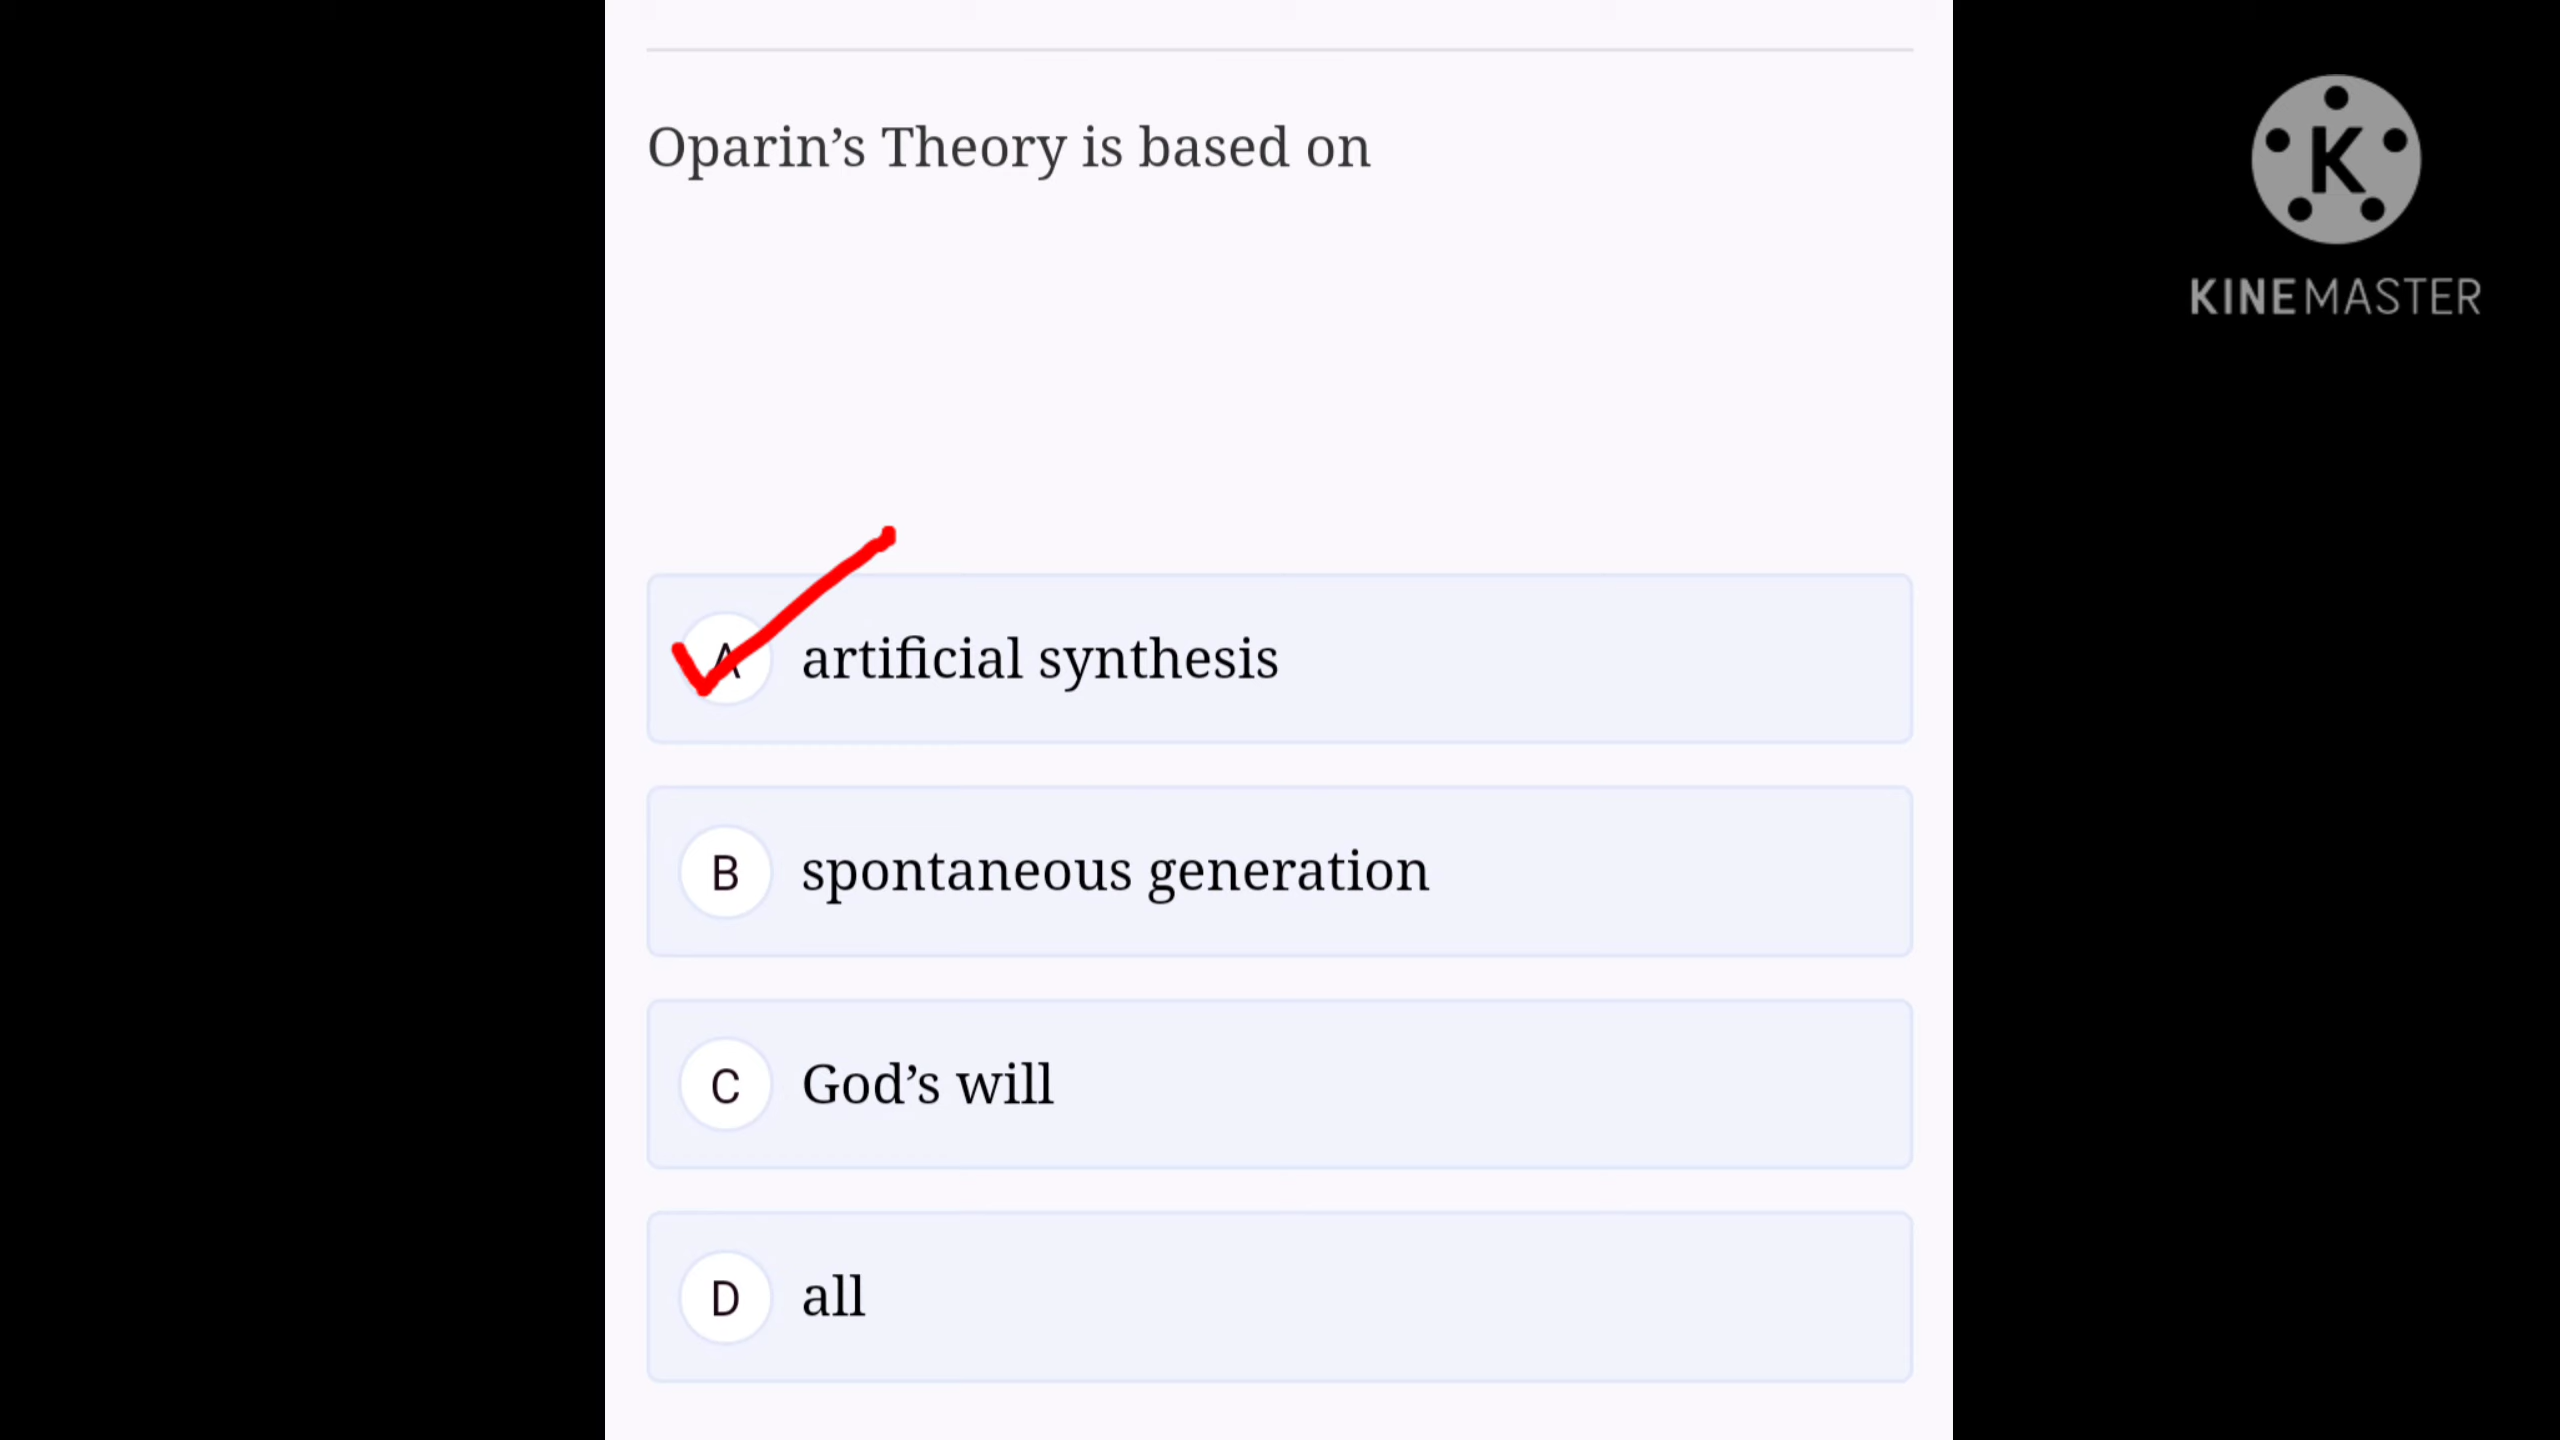 Oparin’s Theory is based on
A artificial synthesis
B spontaneous generation
C God’s will
D all
K
KINEMASTER